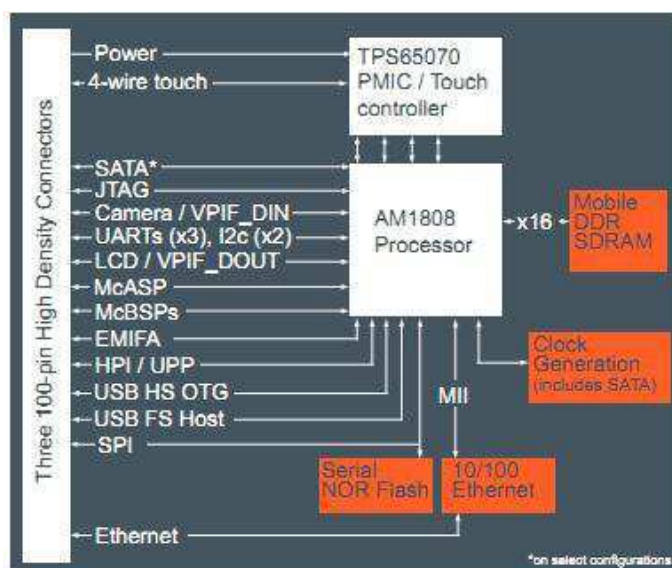 Three 100-pin High Density Connectors
Power
4-wire touch
TPS65070
PMIC / Touch
controller
SATA*
JTAG
Camera / VPIF_DIN
UARTs (x3), I2c (x2)
LCD / VPIF_DOUT
McASP
McBSPs
EMIFA
HPI / UPP
USB HS OTG
USB FS Host
SPI
Ethernet
AM1808
Processor
x16
Mobile
DDR
SDRAM
Clock
Generation
(includes SATA)
MII
Serial
NOR Flash
10/100
Ethernet
*on select configurations